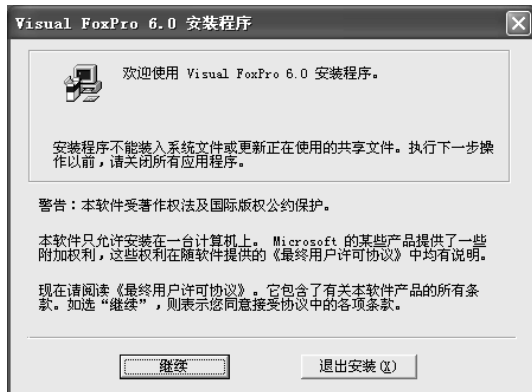 Visual FoxPro 6.0 安装程序
欢迎使用 Visual FoxPro 6.0 安装程序。
安装程序不能装入系统文件或更新正在使用的共享文件。执行下一步操
作以前,请关闭所有应用程序。
警告:本软件受著作权法及国际版权公约保护。
本软件只允许安装在一台计算机上。 Microsoft 的某些产品提供了一些
附加权利,这些权利在随软件提供的《最终用户许可协议》中均有说明。
现在请阅读《最终用户许可协议》。它包含了有关本软件产品的所有条
款。如选“继续”,则表示您同意接受协议中的各项条款。
继续
退出安装(X)